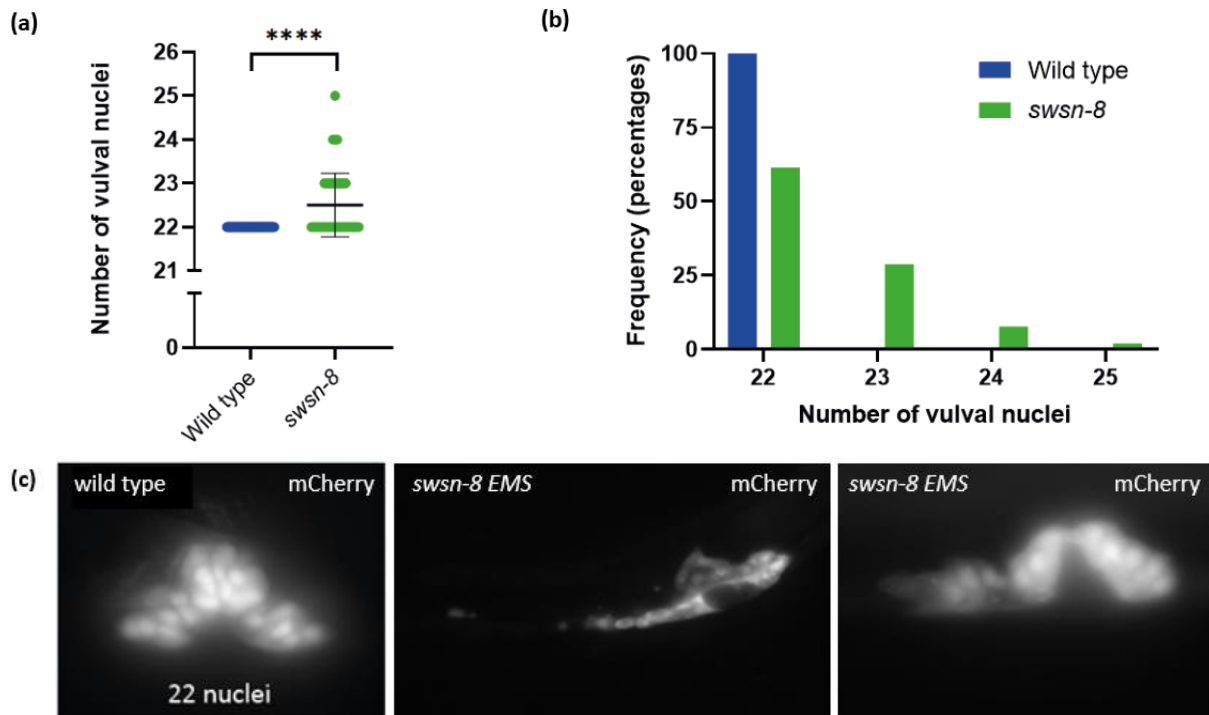 (a)
****
Number of vulval nuclei
26
25
24
23
22
21
0
Wild type
swsn-8
(b)
Frequency (percentages)
100
75
50
25
0
Wild type
swsn-8
22
23
24
25
Number of vulval nuclei
(c)
wild type mCherry
22 nuclei
swsn-8 EMS mCherry
swsn-8 EMS mCherry